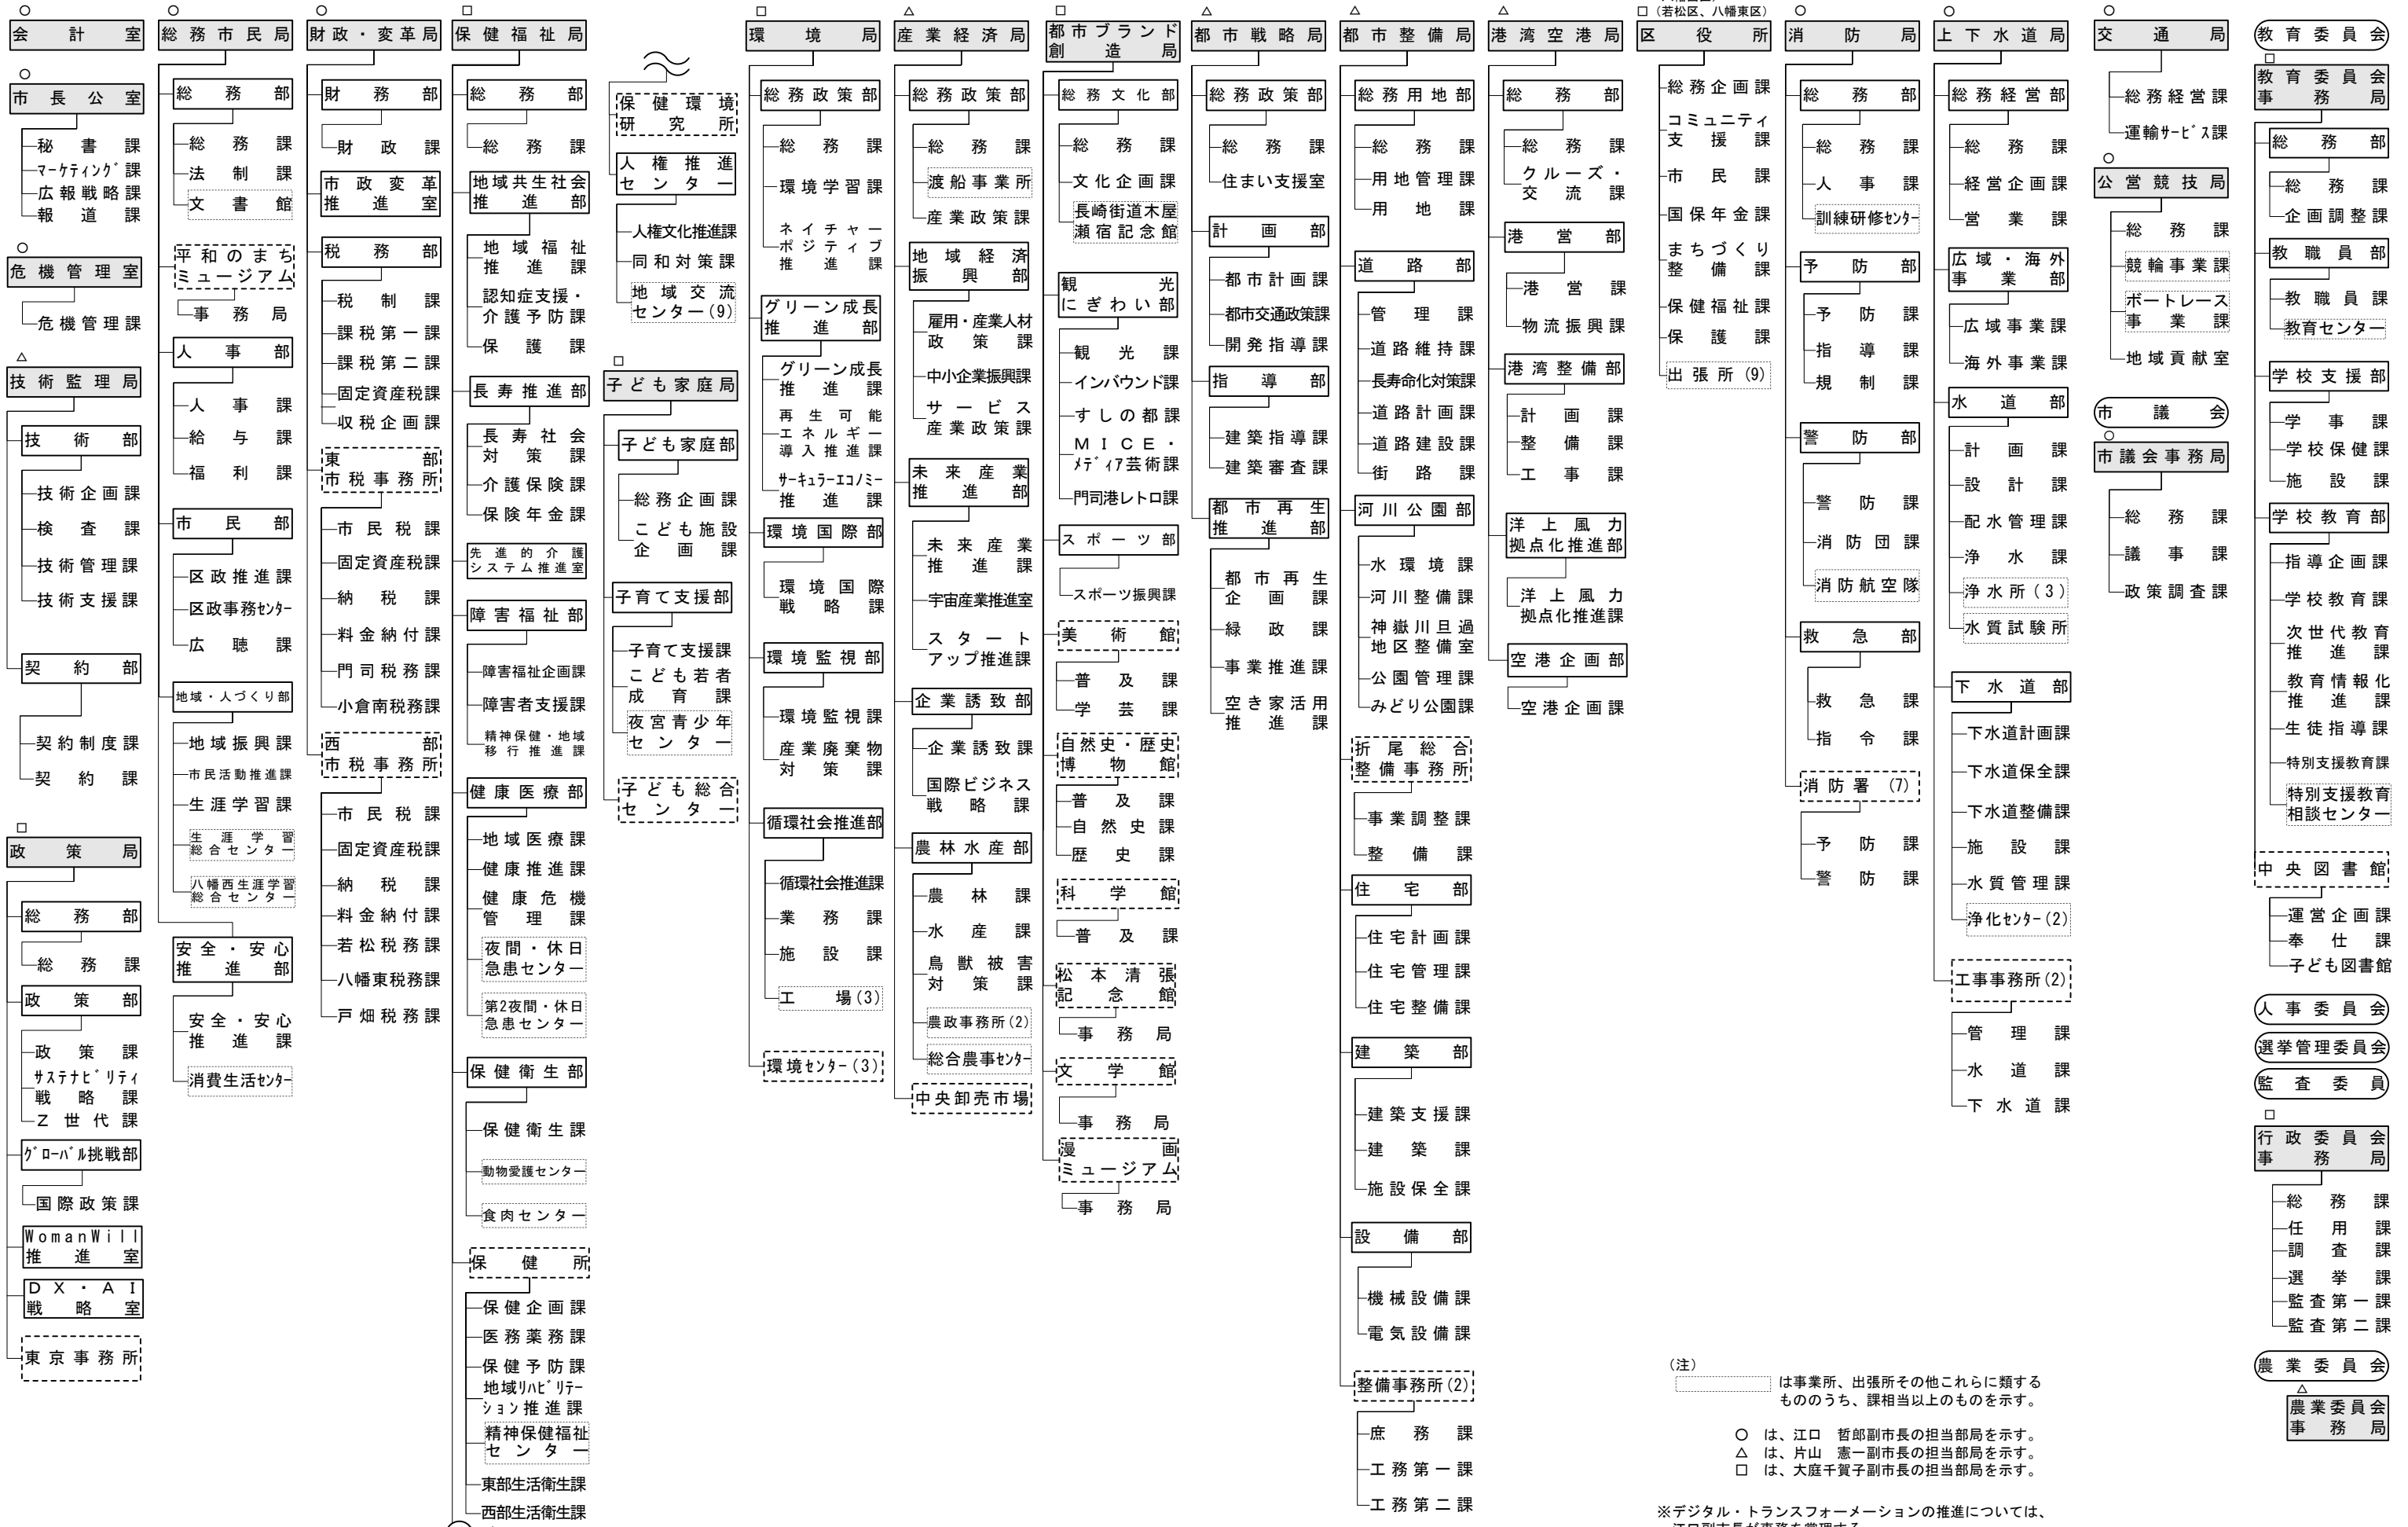 ○
会計室
○
市長公室
秘書課
マーケティング課
広報戦略課
報道課
○
危機管理室
危機管理課
△
技術監理局
技術部
技術企画課
検査課
技術管理課
技術支援課
契約部
契約制度課
契約課
□
政策局
総務部
総務課
政策部
政策課
サステナビリティ
戦略課
Z世代課
グローバル挑戦部
国際政策課
WomanWill
推進室
DX・AI
戦略室
東京事務所
○
総務市民局
総務部
総務課
法制課
文書館
平和のまち
ミュージアム
事務局
人事部
人事課
給与課
福利課
市民部
区政推進課
区政事務センター
広聴課
地域・人づくり部
地域振興課
市民活動推進課
生涯学習課
生涯学習
総合センター
八幡西生涯学習
総合センター
安全・安心
推進部
安全・安心
推進課
消費生活センター
○
財政・変革局
財務部
財政課
市政変革
推進室
税務部
税制課
課税第一課
課税第二課
固定資産税課
収税企画課
東部
市税事務所
市民税課
固定資産税課
納税課
料金納付課
門司税務課
小倉南税務課
西部
市税事務所
市民税課
固定資産税課
納税課
料金納付課
若松税務課
八幡東税務課
戸畑税務課
□
保健福祉局
総務部
総務課
地域共生社会
推進部
地域福祉
推進課
認知症支援・
介護予防課
保護課
長寿推進部
長寿社会
対策課
介護保険課
保険年金課
先進的介護
システム推進室
障害福祉部
障害福祉企画課
障害者支援課
精神保健・地域
移行推進課
健康医療部
地域医療課
健康推進課
健康危機
管理課
夜間・休日
急患センター
第2夜間・休日
急患センター
保健衛生部
保健衛生課
動物愛護センター
食肉センター
保健所
保健企画課
医務薬務課
保健予防課
地域リハビリテー
ション推進課
精神保健福祉
センター
東部生活衛生課
西部生活衛生課
保健環境
研究所
人権推進
センター
人権文化推進課
同和対策課
地域交流
センター(9)
□
子ども家庭局
子ども家庭部
総務企画課
こども施設
企画課
子育て支援部
子育て支援課
こども若者
成育課
夜宮青少年
センター
子ども総合
センター
□
環境局
総務政策部
総務課
環境学習課
ネイチャー
ポジティブ
推進課
グリーン成長
推進部
グリーン成長
推進課
再生可能
エネルギー
導入推進課
サーキュラーエコノミー
推進課
環境国際部
環境国際
戦略課
環境監視部
環境監視課
産業廃棄物
対策課
循環社会推進部
循環社会推進課
業務課
施設課
工場(3)
環境センター(3)
△
産業経済局
総務政策部
総務課
渡船事業所
産業政策課
地域経済
振興部
雇用・産業人材
政策課
中小企業振興課
サービス
産業政策課
未来産業
推進部
未来産業
推進課
宇宙産業推進室
スタート
アップ推進課
企業誘致部
企業誘致課
国際ビジネス
戦略課
農林水産部
農林課
水産課
鳥獣被害
対策課
農政事務所(2)
総合農事センター
中央卸売市場
□
都市ブランド
創造局
総務文化部
総務課
文化企画課
長崎街道木屋
瀬宿記念館
観光
にぎわい部
観光課
インバウンド課
すしの都課
MICE・
メディア芸術課
門司港レトロ課
スポーツ部
スポーツ振興課
美術館
普及課
学芸課
自然史・歴史
博物館
普及課
自然史課
歴史課
科学館
普及課
松本清張
記念館
事務局
文学館
事務局
漫画
ミュージアム
事務局
△
都市戦略局
総務政策部
総務課
住まい支援室
計画部
都市計画課
都市交通政策課
開発指導課
指導部
建築指導課
建築審査課
都市再生
推進部
都市再生
企画課
緑政課
事業推進課
空き家活用
推進課
△
都市整備局
総務用地部
総務課
用地管理課
用地課
道路部
管理課
道路維持課
長寿命化対策課
道路計画課
道路建設課
街路課
河川公園部
水環境課
河川整備課
神嶽川旦過
地区整備室
公園管理課
みどり公園課
折尾総合
整備事務所
事業調整課
整備課
住宅部
住宅計画課
住宅管理課
住宅整備課
建築部
建築支援課
建築課
施設保全課
設備部
機械設備課
電気設備課
整備事務所(2)
庶務課
工務第一課
工務第二課
△
港湾空港局
総務部
総務課
クルーズ・
交流課
港営部
港営課
物流振興課
港湾整備部
計画課
整備課
工事課
洋上風力
拠点化推進部
洋上風力
拠点化推進課
空港企画部
空港企画課
□(若松区、八幡東区)
区役所
総務企画課
コミュニティ
支援課
市民課
国保年金課
まちづくり
整備課
保健福祉課
保護課
出張所(9)
○
消防局
総務部
総務課
人事課
訓練研修センター
予防部
予防課
指導課
規制課
警防部
警防課
消防団課
消防航空隊
救急部
救急課
指令課
消防署(7)
予防課
警防課
○
上下水道局
総務経営部
総務課
経営企画課
営業課
広域・海外
事業部
広域事業課
海外事業課
水道部
計画課
設計課
配水管理課
浄水課
浄水所(3)
水質試験所
下水道部
下水道計画課
下水道保全課
下水道整備課
施設課
水質管理課
浄化センター(2)
工事事務所(2)
管理課
水道課
下水道課
○
交通局
総務経営課
運輸サービス課
○
公営競技局
総務課
競輪事業課
ボートレース
事業課
地域貢献室
市議会
○
市議会事務局
総務課
議事課
政策調査課
教育委員会
□
教育委員会
事務局
総務部
総務課
企画調整課
教職員部
教職員課
教育センター
学校支援部
学事課
学校保健課
施設課
学校教育部
指導企画課
学校教育課
次世代教育
推進課
教育情報化
推進課
生徒指導課
特別支援教育課
特別支援教育
相談センター
中央図書館
運営企画課
奉仕課
子ども図書館
人事委員会
選挙管理委員会
監査委員
□
行政委員会
事務局
総務課
任用課
調査課
選挙課
監査第一課
監査第二課
農業委員会
△
農業委員会
事務局
(注)
は事業所、出張所その他これらに類する
もののうち、課相当以上のものを示す。
○ は、江口 哲郎副市長の担当部局を示す。
△ は、片山 憲一副市長の担当部局を示す。
□ は、大庭千賀子副市長の担当部局を示す。
※デジタル・トランスフォーメーションの推進については、